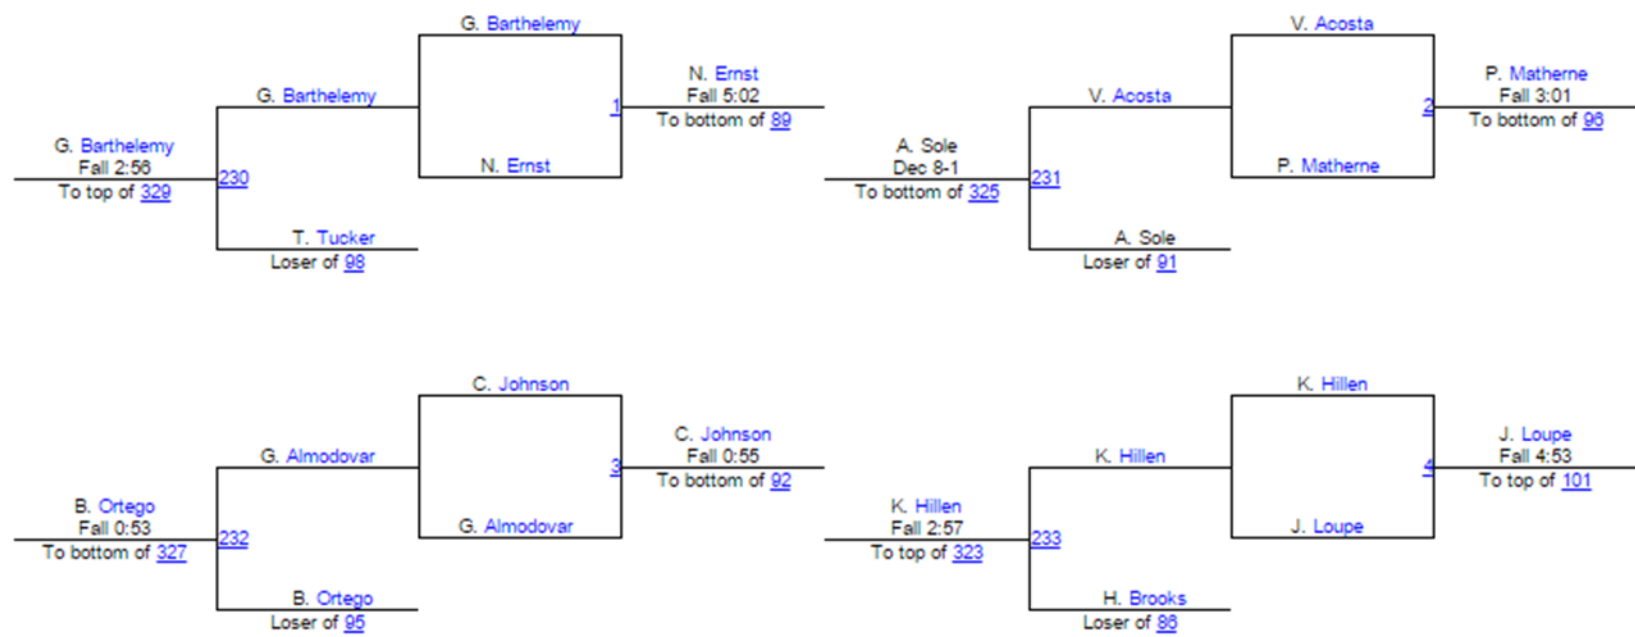 G. Barthelemy
N. Ernst
Fall 5:02
To bottom of 89
G. Barthelemy
1
G. Barthelemy
Fall 2:56
To top of 329
230
N. Ernst
T. Tucker
Loser of 98
V. Acosta
P. Matherne
Fall 3:01
To bottom of 96
V. Acosta
2
A. Sole
Dec 8-1
To bottom of 325
231
P. Matherne
A. Sole
Loser of 91
C. Johnson
C. Johnson
Fall 0:55
To bottom of 92
G. Almodovar
3
B. Ortego
Fall 0:53
To bottom of 327
232
G. Almodovar
B. Ortego
Loser of 95
K. Hillen
J. Loupe
Fall 4:53
To top of 101
K. Hillen
4
K. Hillen
Fall 2:57
To top of 323
233
J. Loupe
H. Brooks
Loser of 86